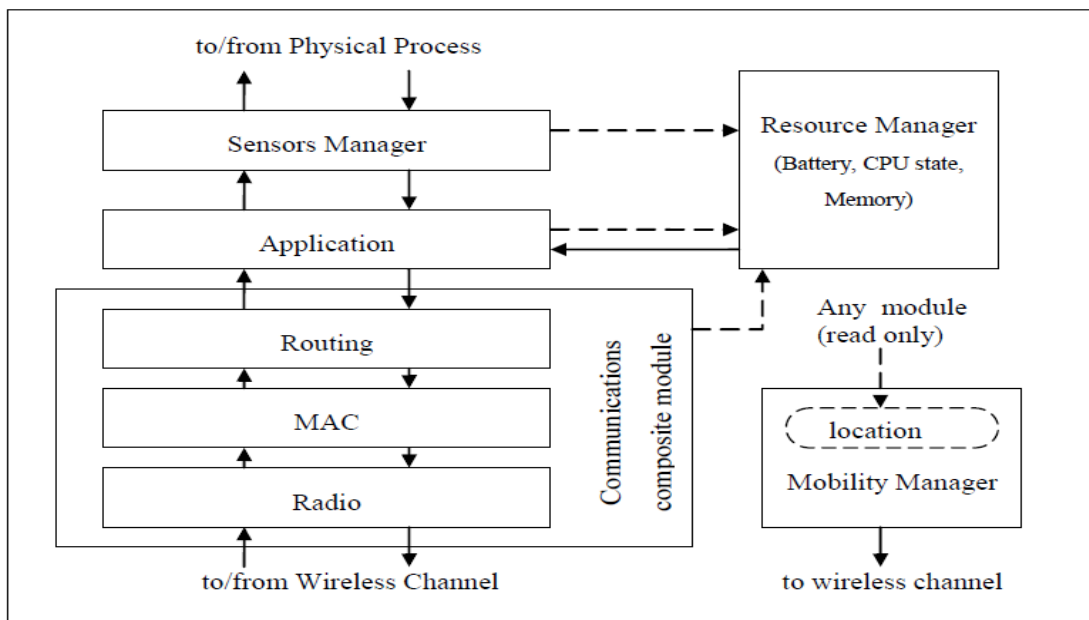 to/from Physical Process
Sensors Manager
Resource Manager
(Battery, CPU state,
Memory)
Application
Routing
MAC
Radio
Communications
composite module
Any module
(read only)
location
Mobility Manager
to/from Wireless Channel
to wireless channel